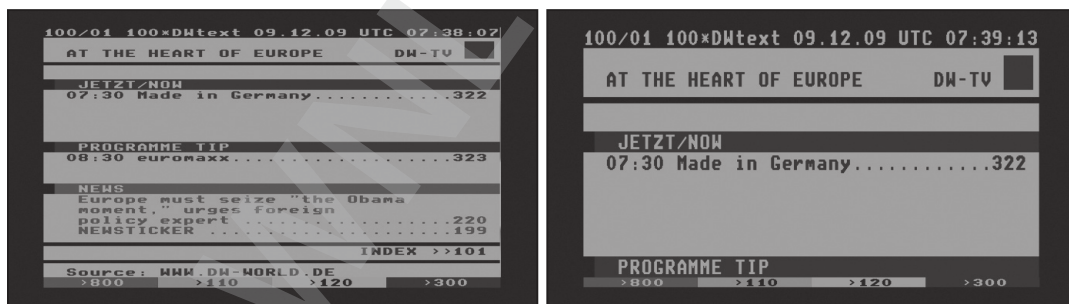 100/01 100*DWtext 09.12.09 UTC 07:38:07
AT THE HEART OF EUROPE DW-TV
JETZT/NOW
07:30 Made in Germany............322
PROGRAMME TIP
08:30 euromaxx...................323
NEWS
Europe must seize "the Obama
moment," urges foreign
policy expert ...................220
NEWSTICKER .....................199
INDEX >>101
Source: WWW.DW-WORLD.DE
>800 >110 >120 >300
100/01 100*DWtext 09.12.09 UTC 07:39:13
AT THE HEART OF EUROPE DW-TV
JETZT/NOW
07:30 Made in Germany............322
PROGRAMME TIP
>800 >110 >120 >300